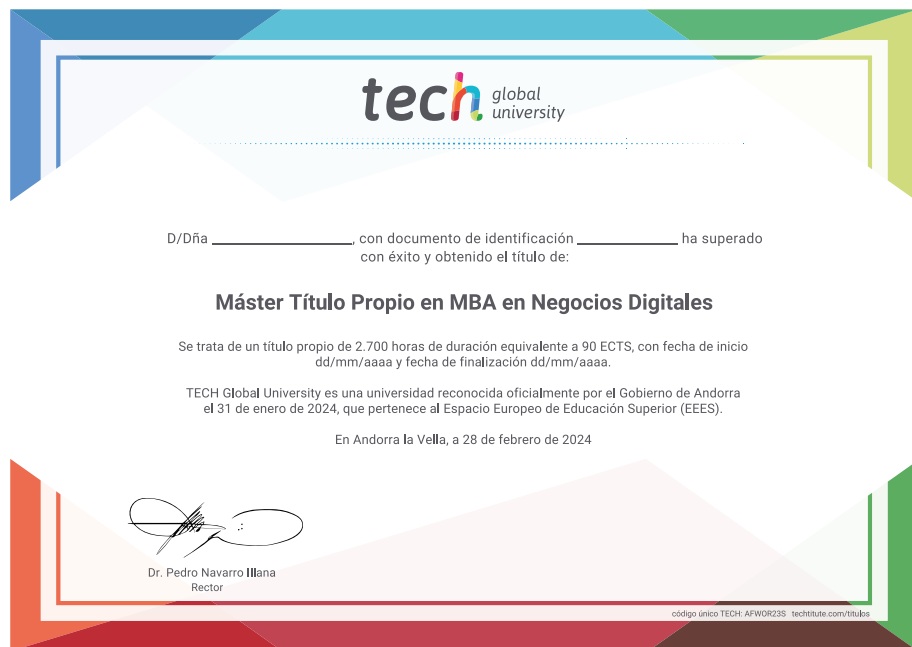 tech global university
D/Dña ____________________, con documento de identificación ______________ ha superado
con éxito y obtenido el título de:
Máster Título Propio en MBA en Negocios Digitales
Se trata de un título propio de 2.700 horas de duración equivalente a 90 ECTS, con fecha de inicio
dd/mm/aaaa y fecha de finalización dd/mm/aaaa.
TECH Global University es una universidad reconocida oficialmente por el Gobierno de Andorra
el 31 de enero de 2024, que pertenece al Espacio Europeo de Educación Superior (EEES).
En Andorra la Vella, a 28 de febrero de 2024
Dr. Pedro Navarro Illana
Rector
código único TECH: AFWOR23S techtitute.com/titulos